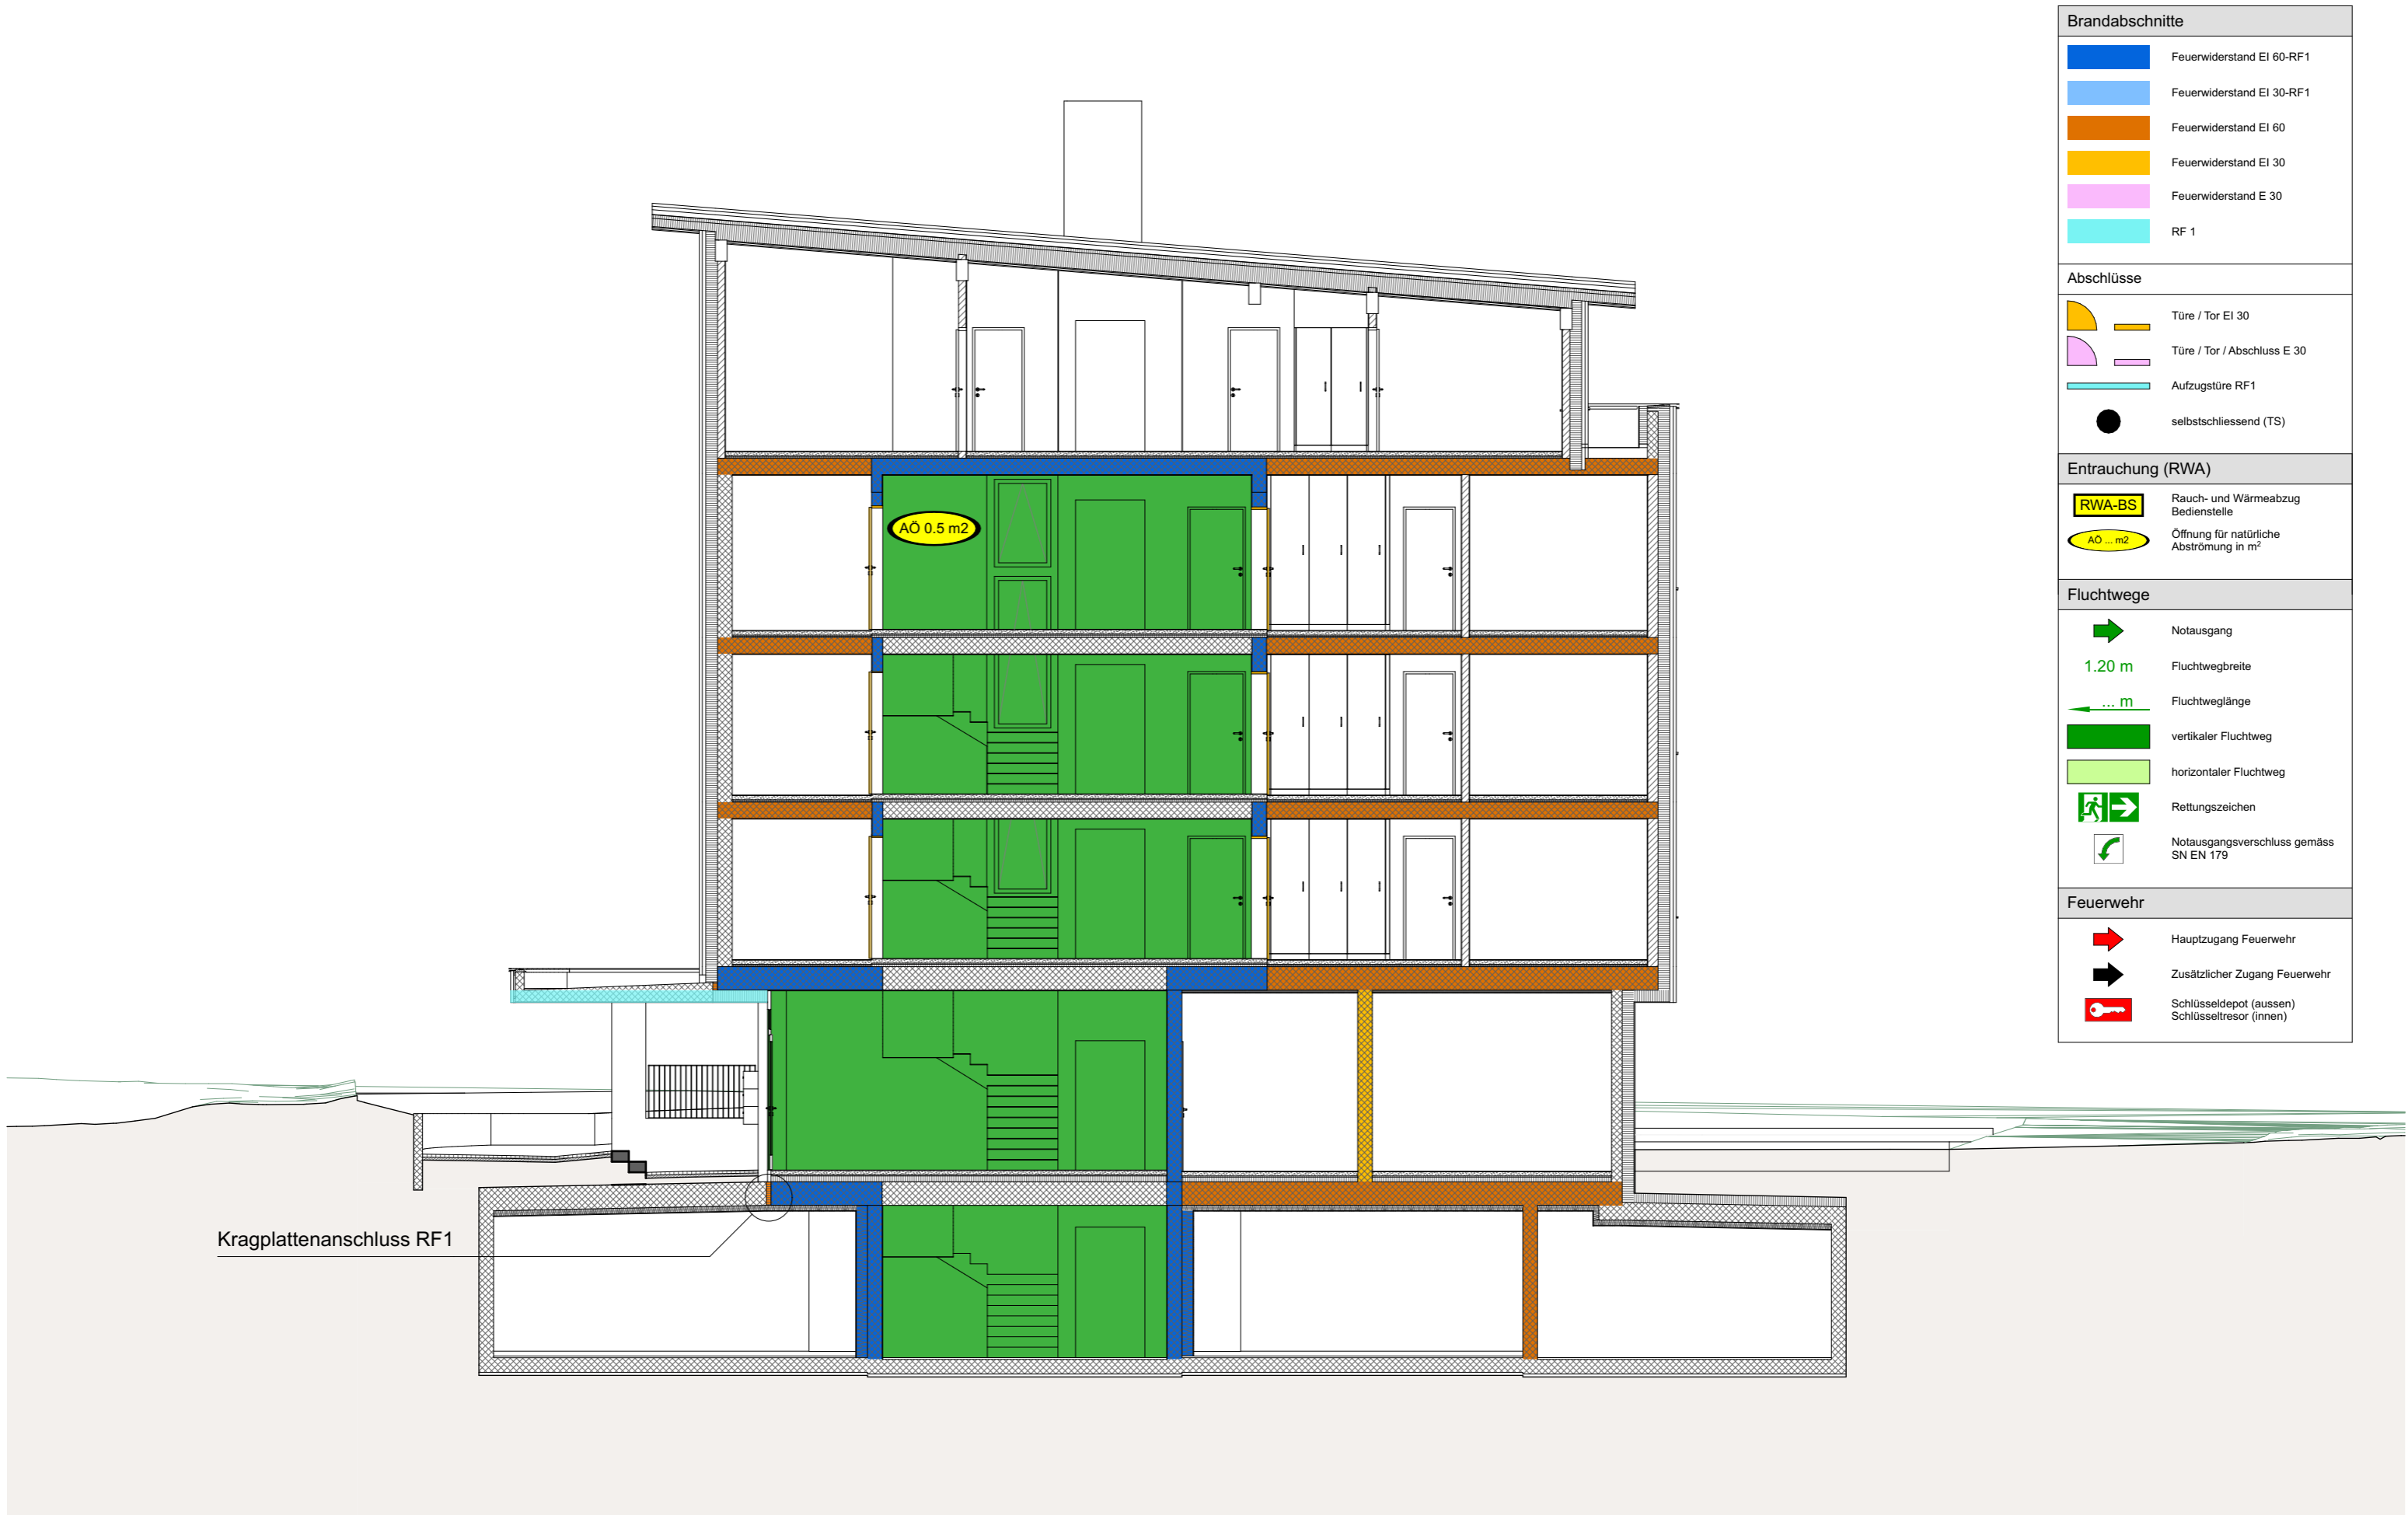 Brandabschnitte
Feuerwiderstand EI 60-RF1
Feuerwiderstand EI 30-RF1
Feuerwiderstand EI 60
Feuerwiderstand EI 30
Feuerwiderstand E 30
RF 1
Abschlüsse
Türe / Tor EI 30
Türe / Tor / Abschluss E 30
Aufzugstüre RF1
selbstschliessend (TS)
Entrauchung (RWA)
RWA-BS
Rauch- und Wärmeabzug
Bedienstelle
AÖ ... m2
Öffnung für natürliche
Abströmung in m²
Fluchtwege
Notausgang
1.20 m
Fluchtwegbreite
... m
Fluchtweglänge
vertikaler Fluchtweg
horizontaler Fluchtweg
Rettungszeichen
Notausgangsverschluss gemäss
SN EN 179
Feuerwehr
Hauptzugang Feuerwehr
Zusätzlicher Zugang Feuerwehr
Schlüsseldepot (aussen)
Schlüsseltresor (innen)
AÖ 0.5 m2
Kragplattenanschluss RF1